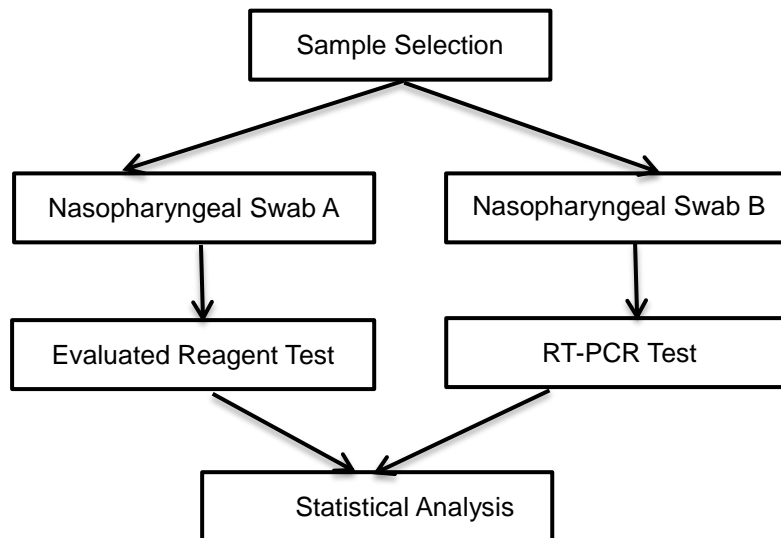 Sample Selection
Nasopharyngeal Swab A
Nasopharyngeal Swab B
Evaluated Reagent Test
RT-PCR Test
Statistical Analysis